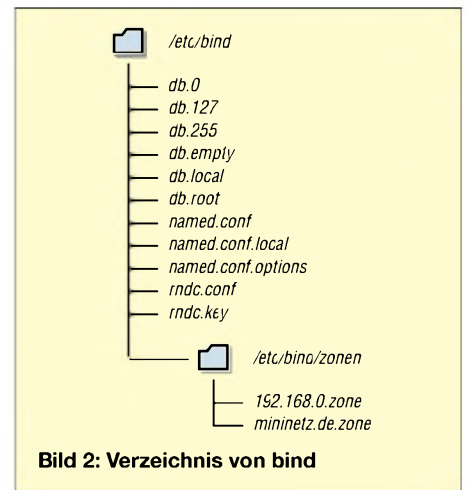 /etc/bind
db.0
db.127
db.255
db.empty
db.local
db.root
named.conf
named.conf.local
named.conf.options
rndc.conf
rndc.key
/etc/bind/zonen
192.168.0.zone
mininetz.de.zone
Bild 2: Verzeichnis von bind